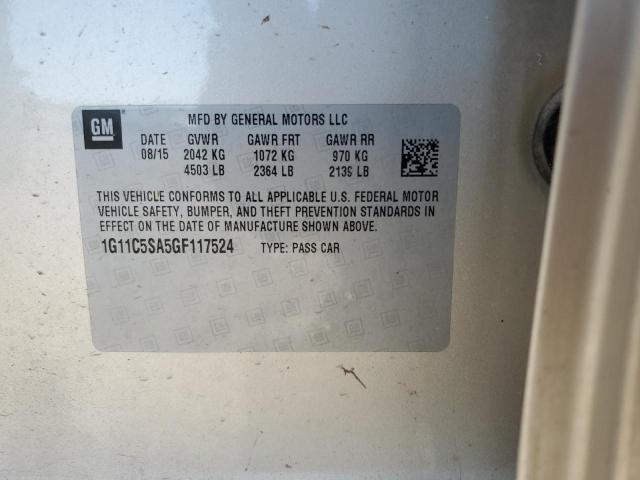 GM
MFD BY GENERAL MOTORS LLC
DATE GVWR GAWR FRT GAWR RR
08/15 2042 KG 1072 KG 970 KG
4503 LB 2364 LB 2139 LB
THIS VEHICLE CONFORMS TO ALL APPLICABLE U.S. FEDERAL MOTOR
VEHICLE SAFETY, BUMPER, AND THEFT PREVENTION STANDARDS IN
EFFECT ON THE DATE OF MANUFACTURE SHOWN ABOVE.
1G11C5SA5GF117524 TYPE: PASS CAR